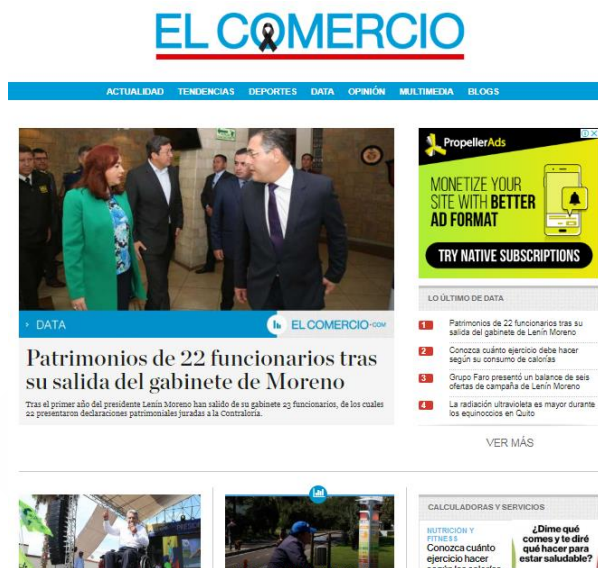 EL COMERCIO
ACTUALIDAD TENDENCIAS DEPORTES DATA OPINIÓN MULTIMEDIA BLOGS
› DATA
EL COMERCIO.COM
Patrimonios de 22 funcionarios tras
su salida del gabinete de Moreno
Tras el primer año del presidente Lenín Moreno han salido de su gabinete 23 funcionarios, de los cuales
22 presentaron declaraciones patrimoniales juradas a la Contraloría.
PropellerAds
MONETIZE YOUR
SITE WITH BETTER
AD FORMAT
TRY NATIVE SUBSCRIPTIONS
LO ÚLTIMO DE DATA
1 Patrimonios de 22 funcionarios tras su
salida del gabinete de Lenín Moreno
2 Conozca cuánto ejercicio debe hacer
según su consumo de calorías
3 Grupo Faro presentó un balance de seis
ofertas de campaña de Lenín Moreno
4 La radiación ultravioleta es mayor durante
los equinoccios en Quito
VER MÁS
CALCULADORAS Y SERVICIOS
NUTRICIÓN Y
FITNESS
Conozca cuánto
ejercicio hacer
según las calorías
¿Dime qué
comes y te diré
qué hacer para
estar saludable?